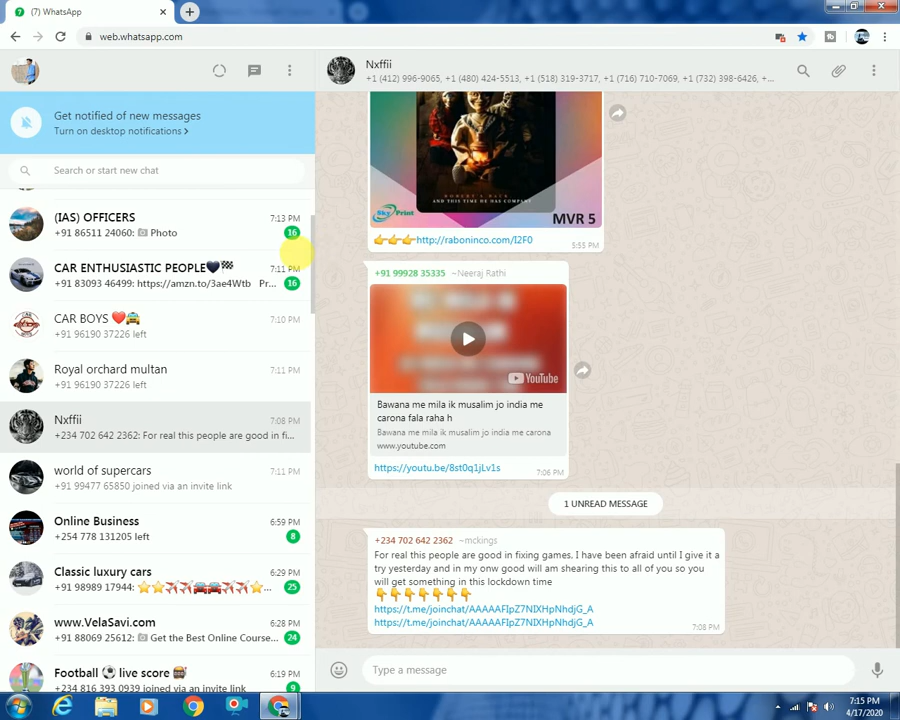 (7) WhatsApp
web.whatsapp.com
Get notified of new messages
Turn on desktop notifications >
Search or start new chat
(IAS) OFFICERS 7:13 PM
+91 86511 24060: 📷 Photo 16
CAR ENTHUSIASTIC PEOPLE🖤🏁 7:11 PM
+91 83093 46499: https://amzn.to/3ae4Wtb Pr... 16
CAR BOYS ❤️🚖 7:10 PM
+91 96190 37226 left
Royal orchard multan 7:11 PM
+91 96190 37226 left
Nxffii 7:08 PM
+234 702 642 2362: For real this people are good in fi...
world of supercars 7:11 PM
+91 99477 65850 joined via an invite link
Online Business 6:59 PM
+254 778 131205 left 8
Classic luxury cars 6:29 PM
+91 98989 17944: ⭐⭐✈️✈️🚘🚘✈️✈️⭐... 25
www.VelaSavi.com 6:28 PM
+91 88069 25612: 📷 Get the Best Online Course... 24
Football ⚽ live score 6:19 PM
+234 816 393 0939 joined via an invite link 9
Nxffii
+1 (412) 996-9065, +1 (480) 424-5513, +1 (518) 319-3717, +1 (716) 710-7069, +1 (732) 398-6426, +...
AND THIS TIME HE HAS COMPANY
Sky Print
MVR 5
👉👉👉http://raboninco.com/I2F0 5:55 PM
+91 99928 35335 ~Neeraj Rathi
YouTube
Bawana me mila ik musalim jo india me
carona fala raha h
Bawana me mila ik musalim jo india me carona
www.youtube.com
https://youtu.be/8st0q1jLv1s 7:06 PM
1 UNREAD MESSAGE
+234 702 642 2362 ~mckings
For real this people are good in fixing games, I have been afraid until I give it a
try yesterday and in my onw good will am shearing this to all of you so you
will get something in this lockdown time
👇👇👇👇👇👇👇
https://t.me/joinchat/AAAAAFIpZ7NIXHpNhdjG_A
https://t.me/joinchat/AAAAAFIpZ7NIXHpNhdjG_A
7:08 PM
Type a message
7:15 PM
4/17/2020